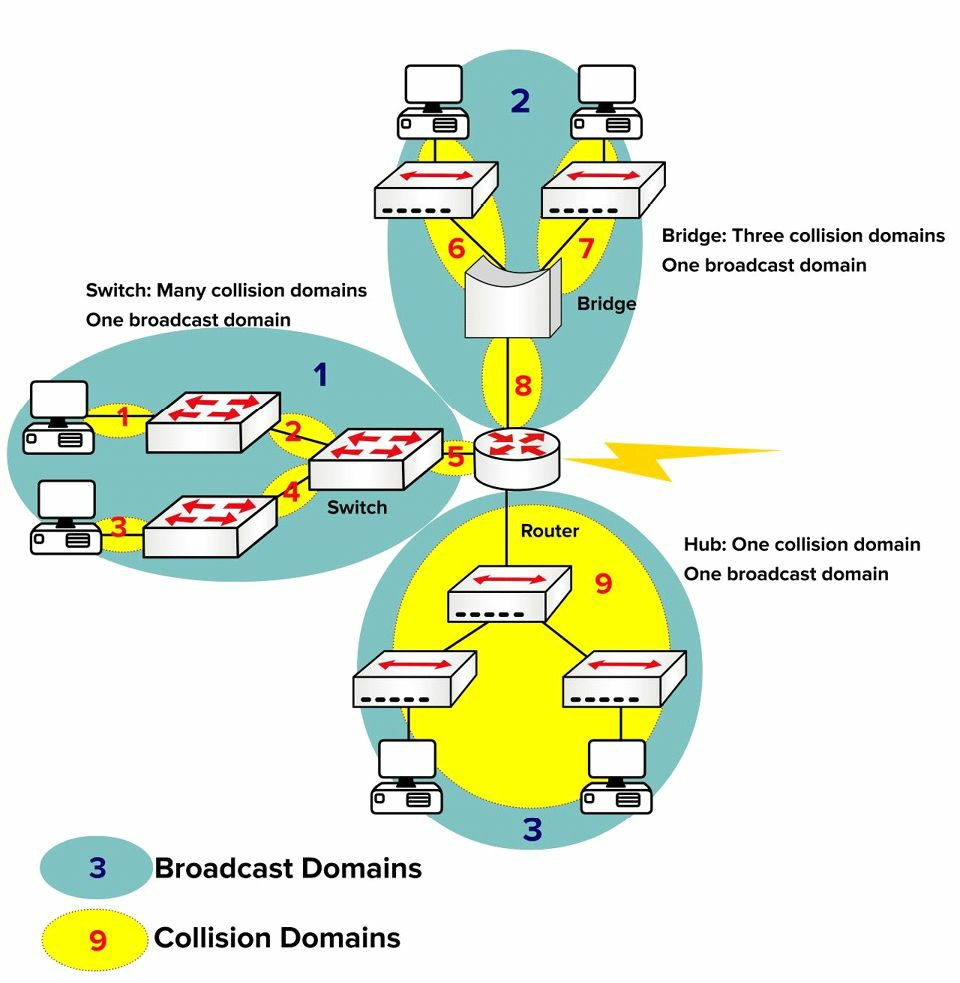 2
6
7
Bridge: Three collision domains
One broadcast domain
Bridge
Switch: Many collision domains
One broadcast domain
1
8
1
2
5
4
Switch
3
Router
Hub: One collision domain
One broadcast domain
9
3
3 Broadcast Domains
9 Collision Domains